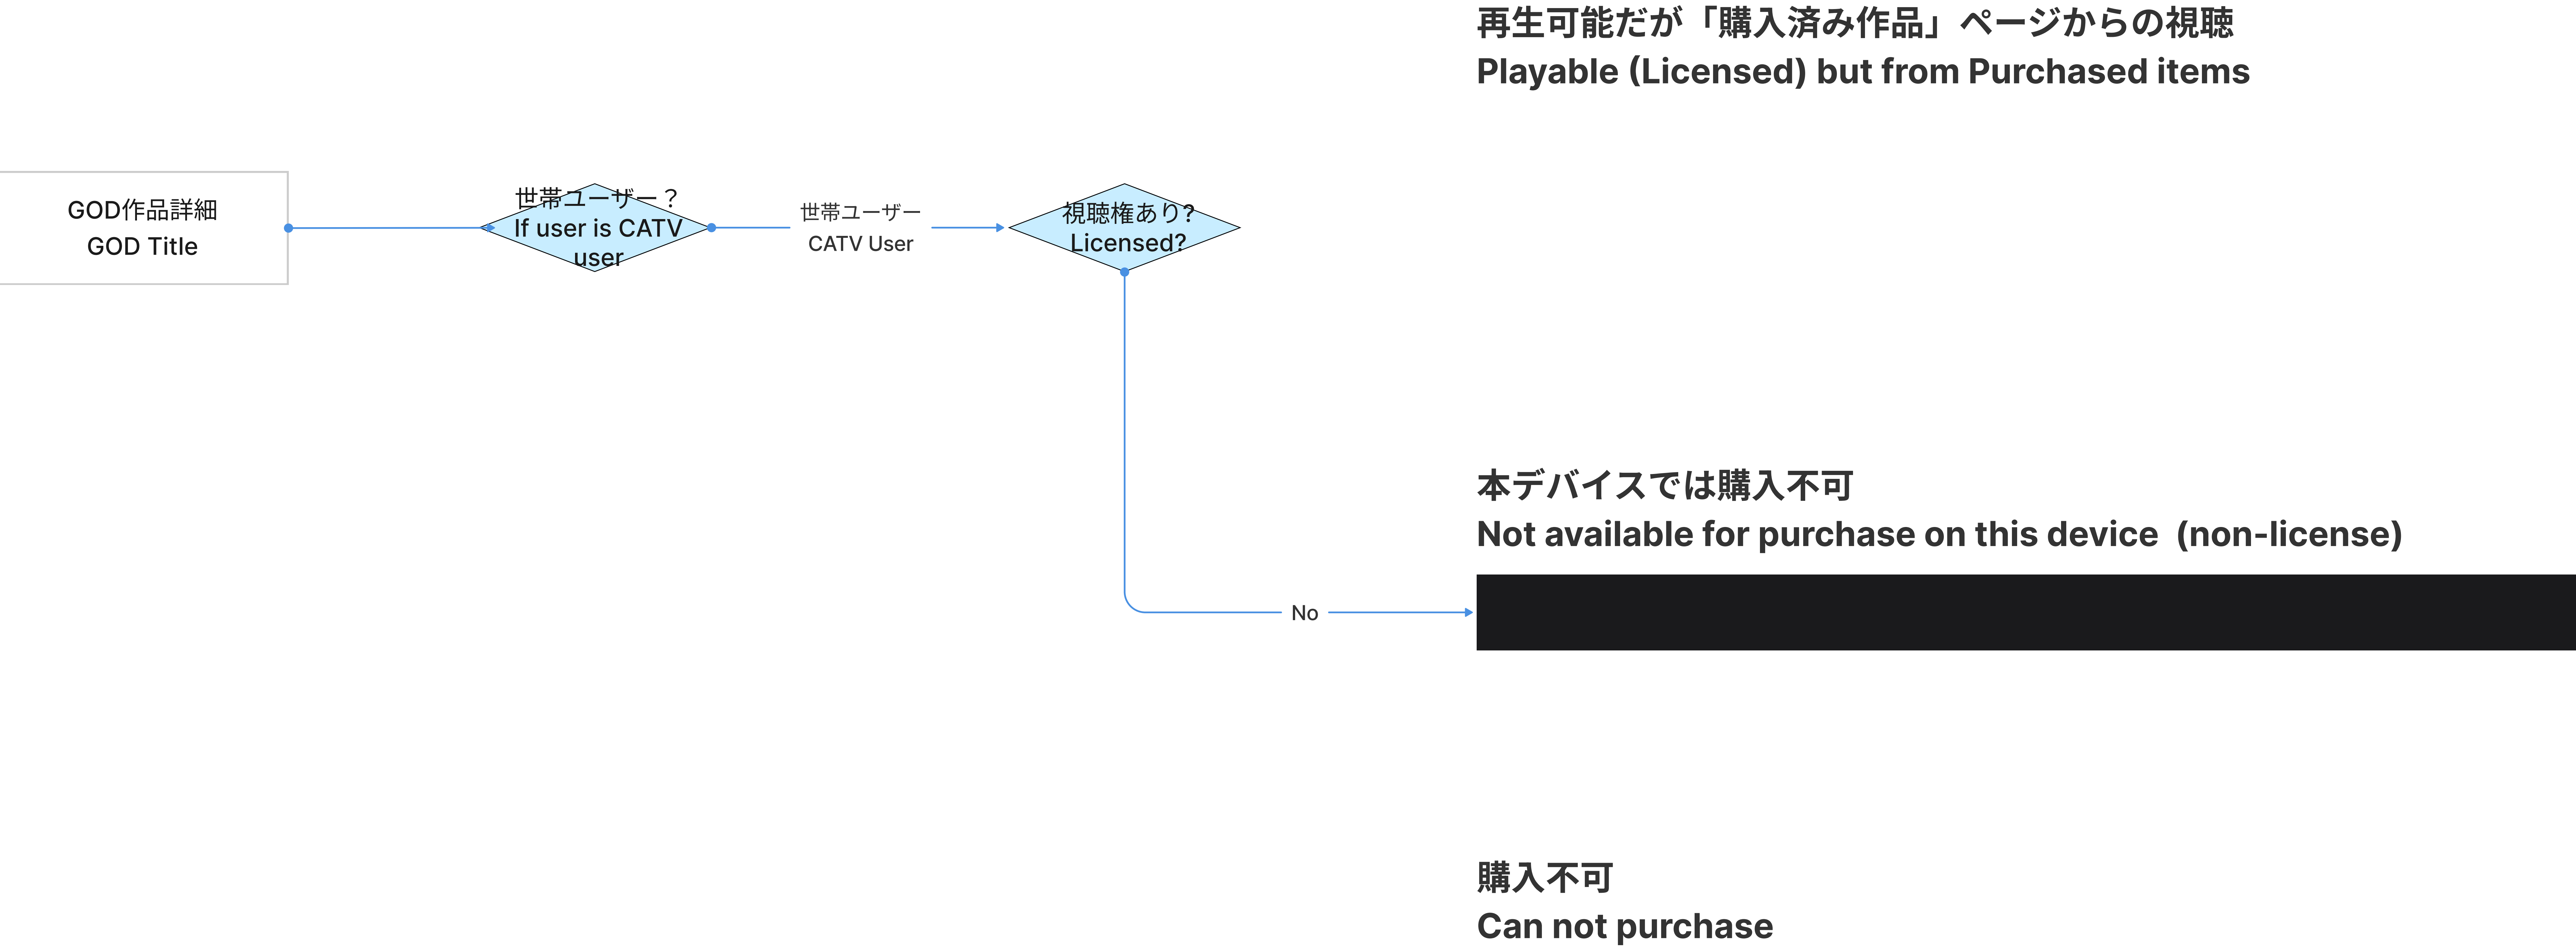 再生可能だが「購入済み作品」ページからの視聴
Playable (Licensed) but from Purchased items
GOD作品詳細
GOD Title
世帯ユーザー？
If user is CATV
user
世帯ユーザー
CATV User
視聴権あり?
Licensed?
本デバイスでは購入不可
Not available for purchase on this device (non-license)
No
購入不可
Can not purchase